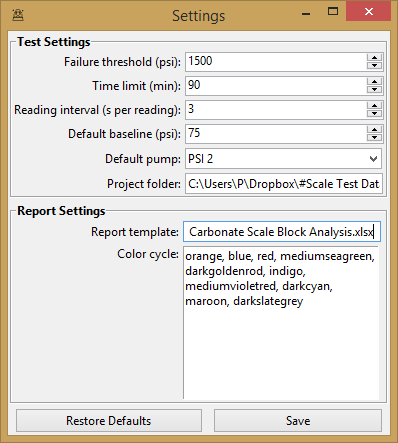 Settings
Test Settings
Failure threshold (psi): 1500
Time limit (min): 90
Reading interval (s per reading): 3
Default baseline (psi): 75
Default pump: PSI 2
Project folder: C:\Users\P\Dropbox\#Scale Test Dat
Report Settings
Report template: Carbonate Scale Block Analysis.xlsx
Color cycle: orange, blue, red, mediumseagreen,
darkgoldenrod, indigo,
mediumvioletred, darkcyan,
maroon, darkslategrey
Restore Defaults Save